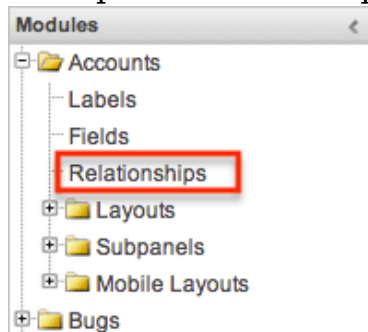 Modules
Accounts
Labels
Fields
Relationships
Layouts
Subpanels
Mobile Layouts
Bugs